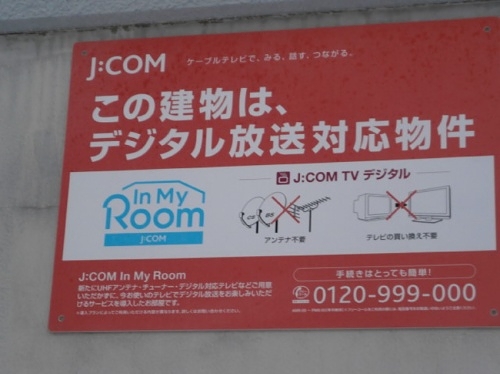 J:COM
ケーブルテレビで、みる、話す、つながる。
この建物は、
デジタル放送対応物件
In My
Room
J:COM
J:COM TV デジタル
CS
BS
アンテナ不要
テレビの買い換え不要
J:COM In My Room
新たにUHFアンテナ・チューナー・デジタル対応テレビなどご用意
いただかずに、今お使いのテレビでデジタル放送をお楽しみいただ
けるサービスを導入したお部屋です。
手続きはとっても簡単!
0120-999-000